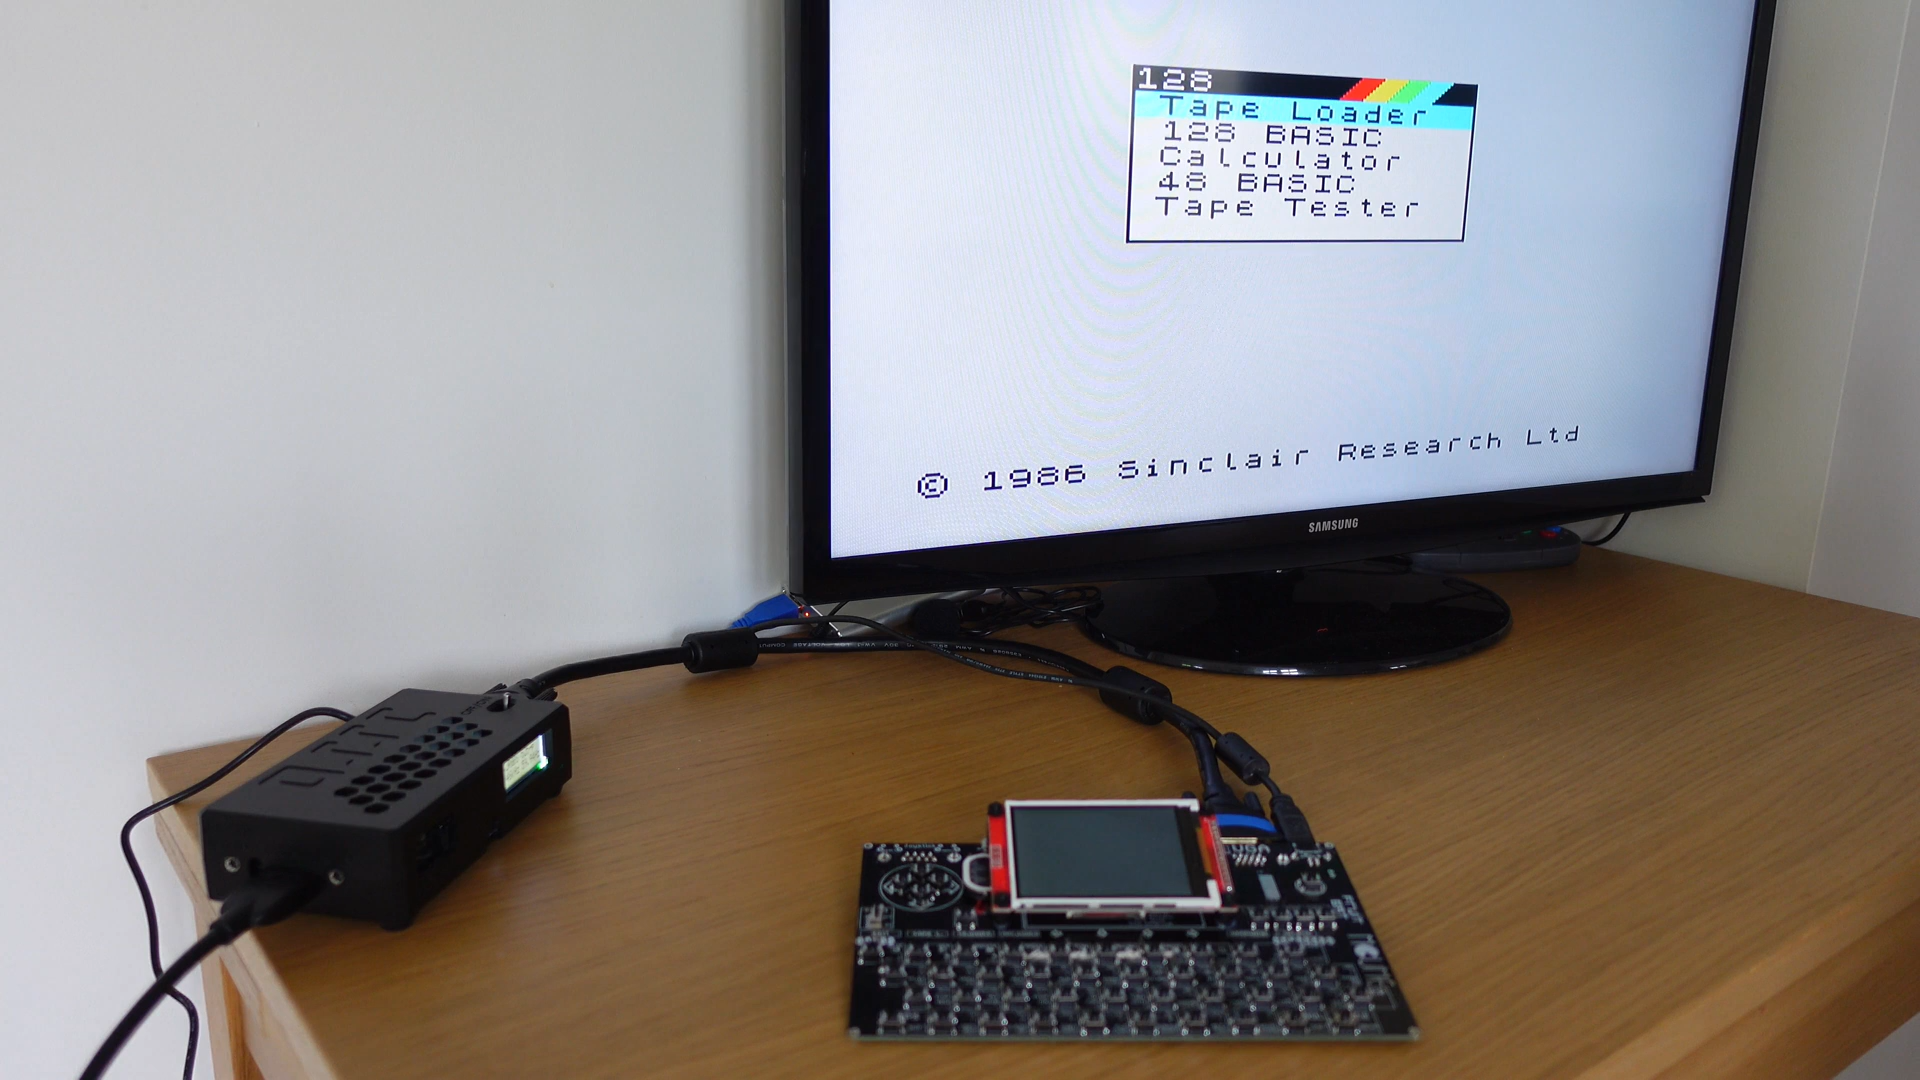 128
Tape Loader
128 BASIC
Calculator
48 BASIC
Tape Tester
© 1986 Sinclair Research Ltd
SAMSUNG